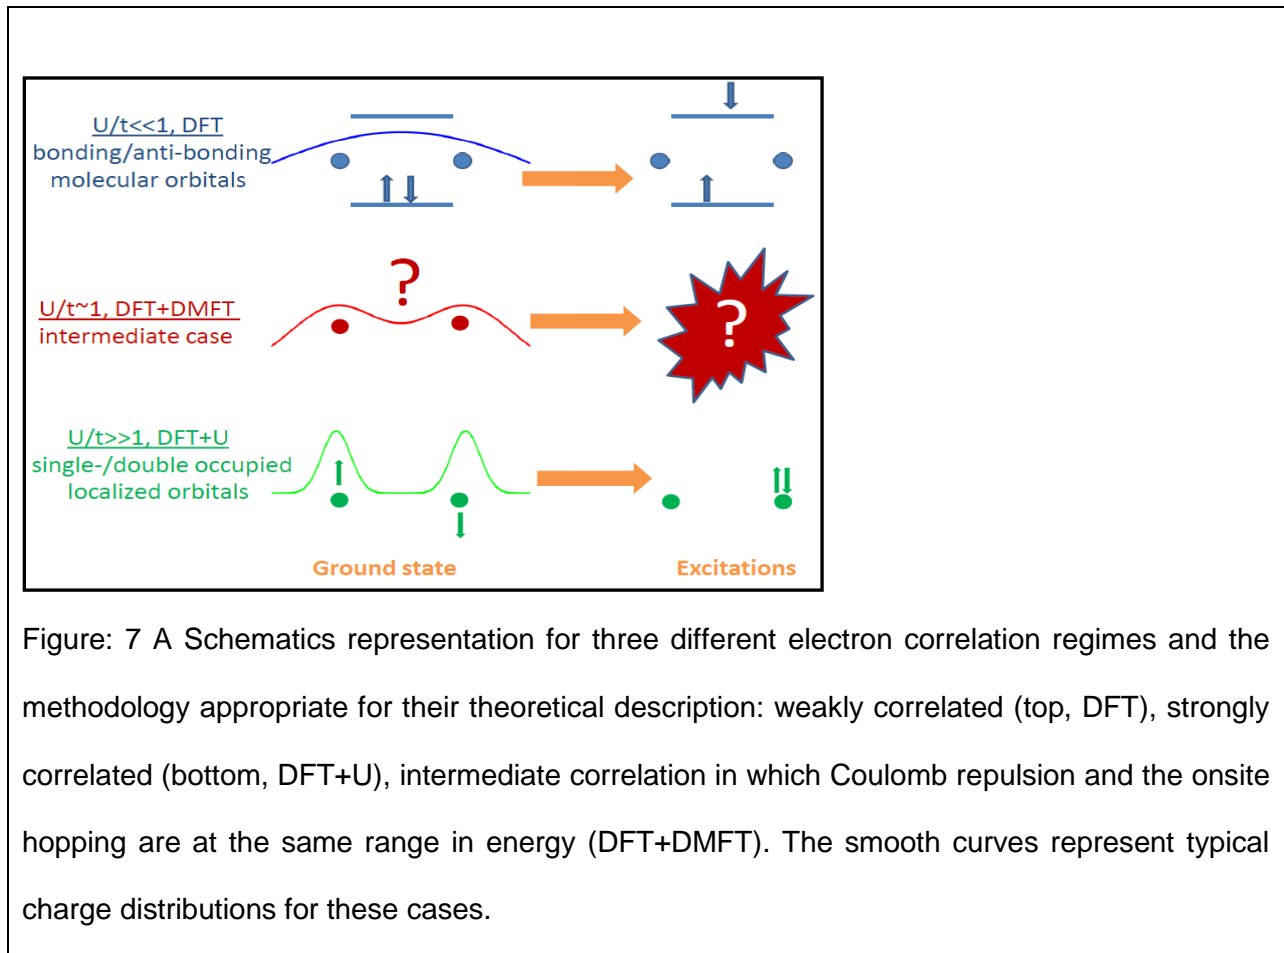 U/t<<1, DFT
bonding/anti-bonding
molecular orbitals
?
U/t~1, DFT+DMFT
intermediate case
?
U/t>>1, DFT+U
single-/double occupied
localized orbitals
Ground state
Excitations
Figure: 7 A Schematics representation for three different electron correlation regimes and the
methodology appropriate for their theoretical description: weakly correlated (top, DFT), strongly
correlated (bottom, DFT+U), intermediate correlation in which Coulomb repulsion and the onsite
hopping are at the same range in energy (DFT+DMFT). The smooth curves represent typical
charge distributions for these cases.